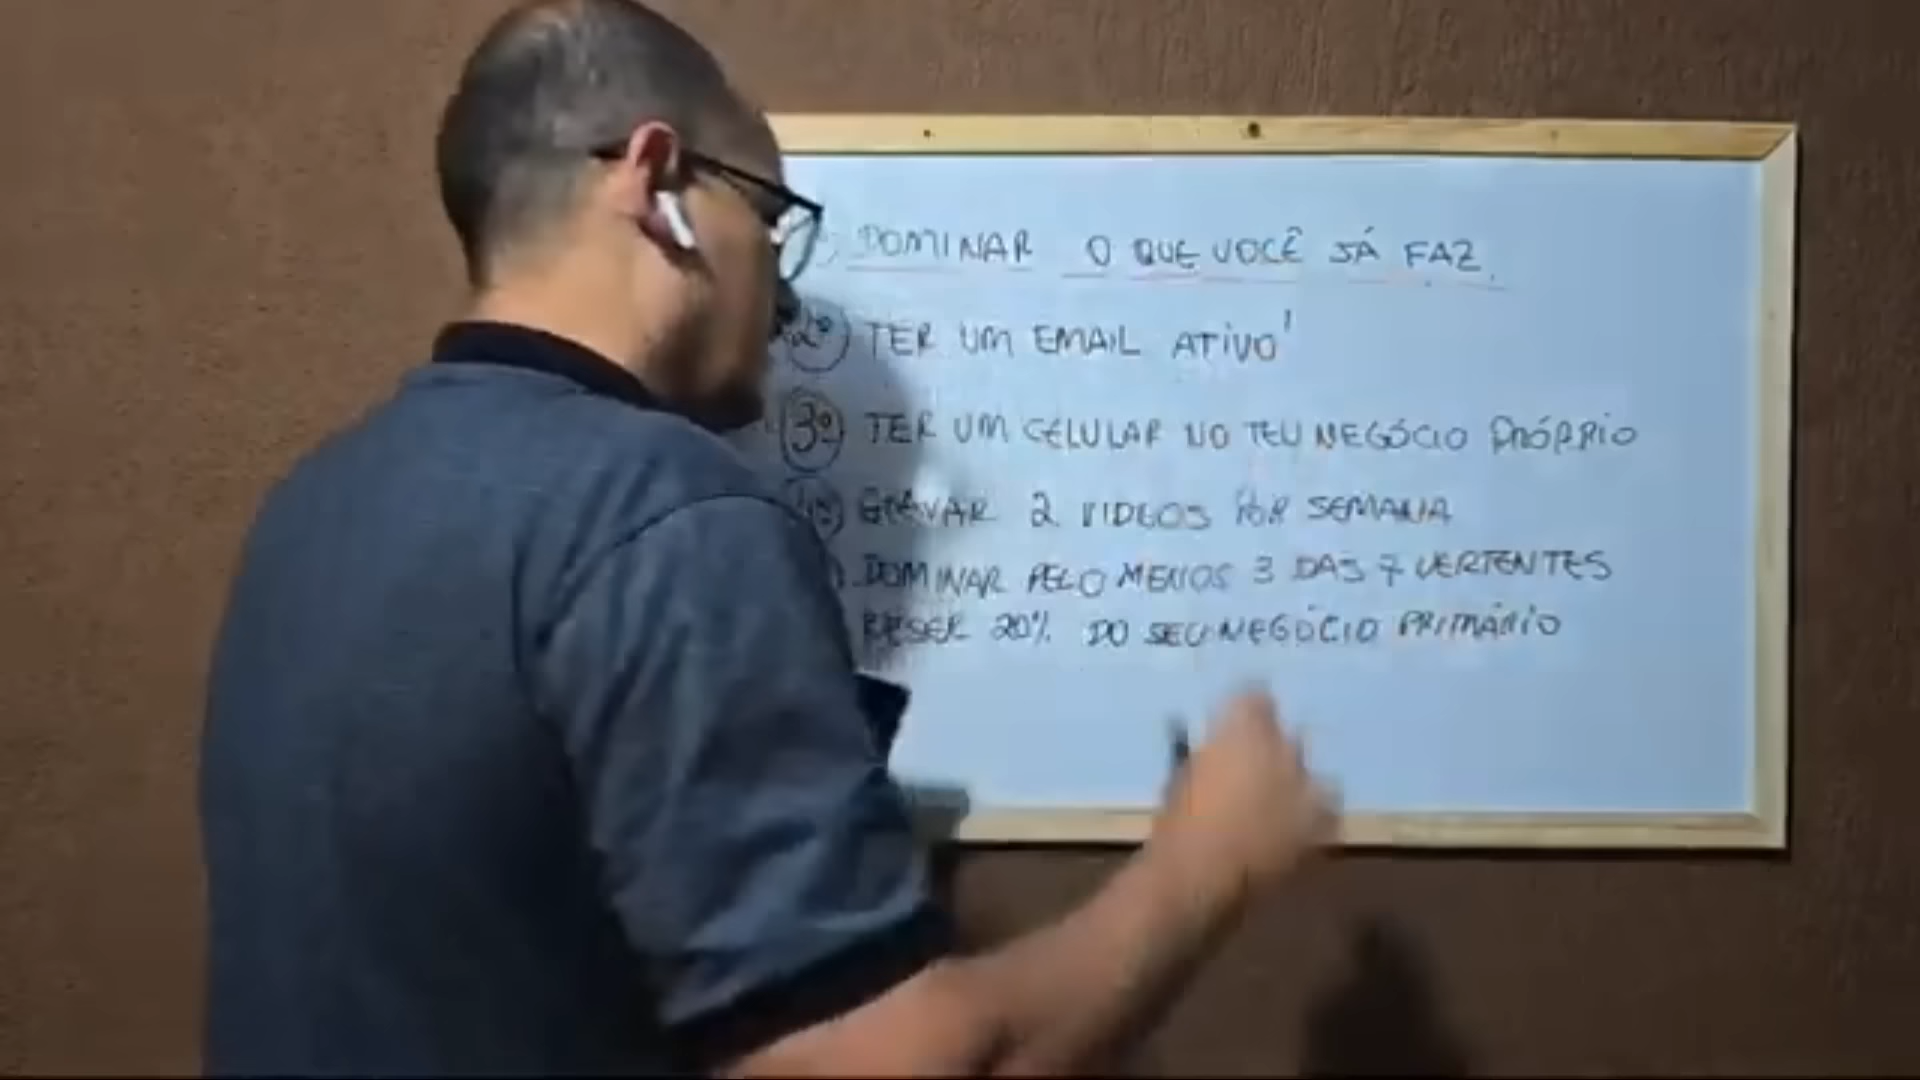 DOMINAR O QUE VOCÊ JÁ FAZ.
2º TER UM EMAIL ATIVO
3º TER UM CELULAR NO TEU NEGÓCIO PRÓPRIO
GRAVAR 2 VIDEOS POR SEMANA
DOMINAR PELO MENOS 3 DAS 7 VERTENTES
20% DO SEU NEGÓCIO PRIMÁRIO